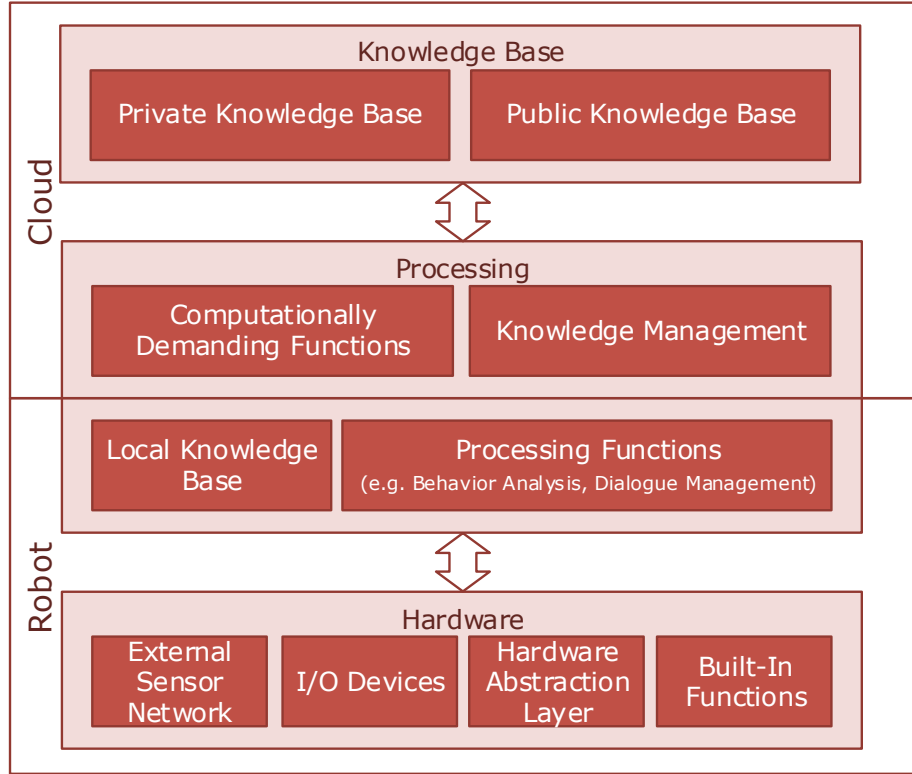 Knowledge Base
Private Knowledge Base
Public Knowledge Base
Cloud
Processing
Computationally
Demanding Functions
Knowledge Management
Local Knowledge
Base
Processing Functions
(e.g. Behavior Analysis, Dialogue Management)
Robot
Hardware
External
Sensor
Network
I/O Devices
Hardware
Abstraction
Layer
Built-In
Functions